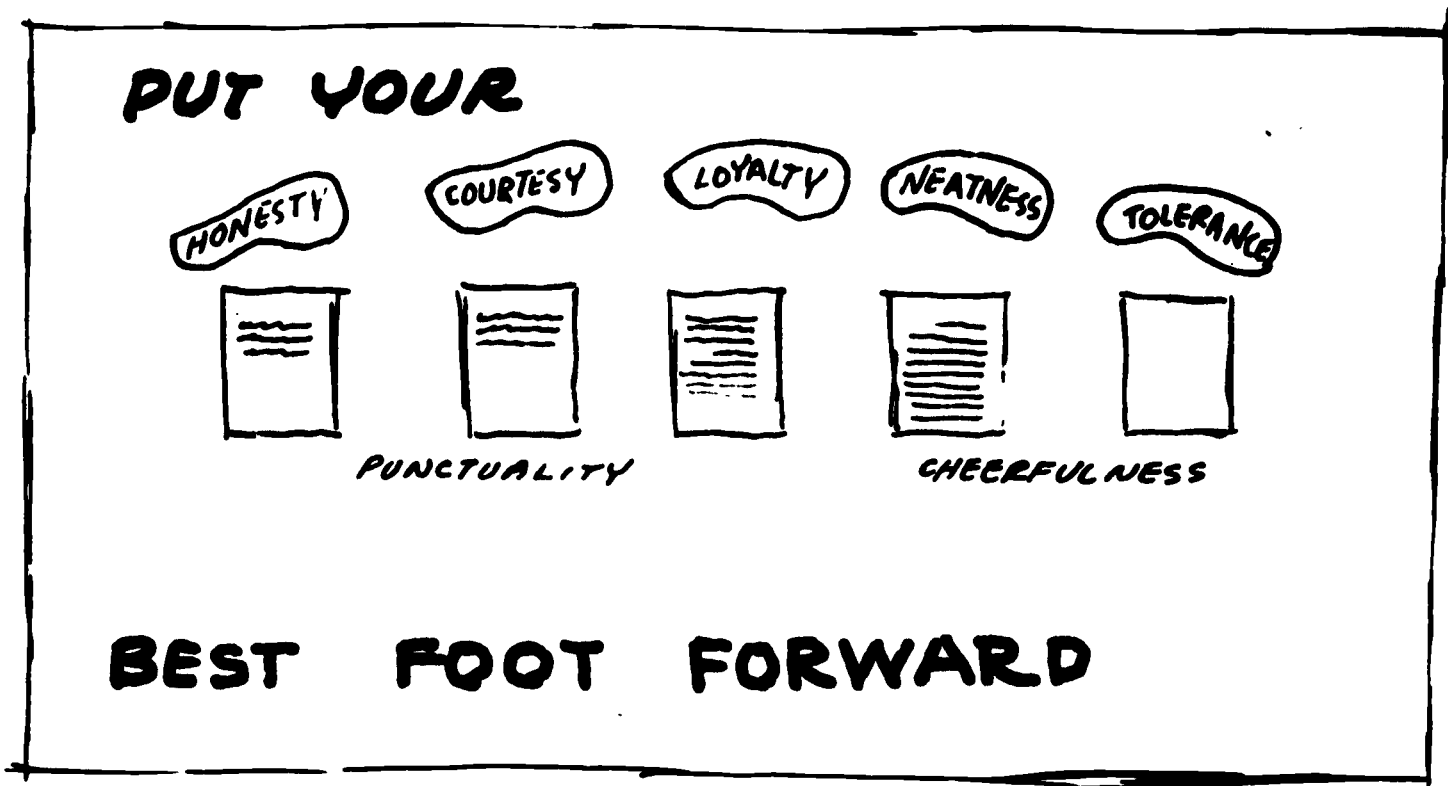 PUT YOUR
HONESTY
COURTESY
LOYALTY
NEATNESS
TOLERANCE
PUNCTUALITY
CHEERFULNESS
BEST FOOT FORWARD